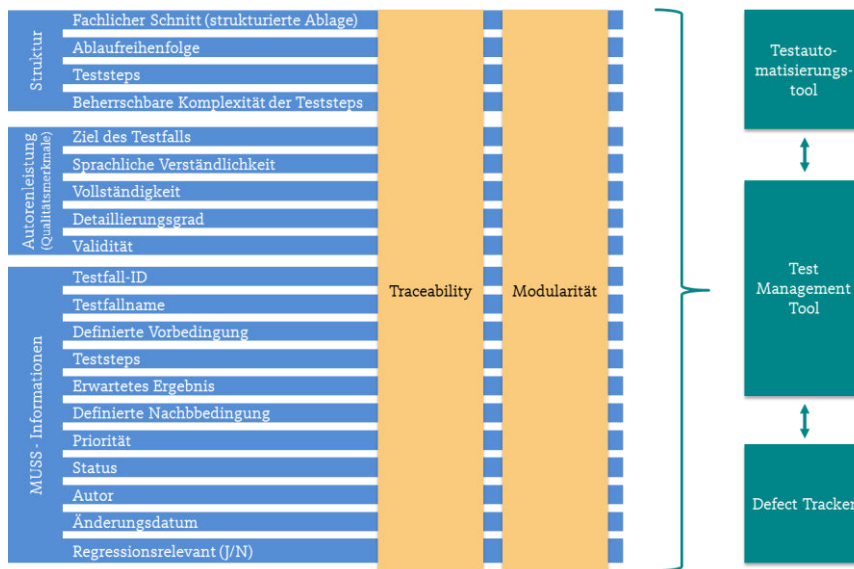 Struktur
Fachlicher Schnitt (strukturierte Ablage)
Ablaufreihenfolge
Teststeps
Beherrschbare Komplexität der Teststeps
Autorenleistung
(Qualitätsmerkmale)
Ziel des Testfalls
Sprachliche Verständlichkeit
Vollständigkeit
Detaillierungsgrad
Validität
MUSS - Informationen
Testfall-ID
Testfallname
Definierte Vorbedingung
Teststeps
Erwartetes Ergebnis
Definierte Nachbbedingung
Priorität
Status
Autor
Änderungsdatum
Regressionsrelevant (J/N)
Traceability
Modularität
Testauto-
matisierungs-
tool
Test
Management
Tool
Defect Tracker